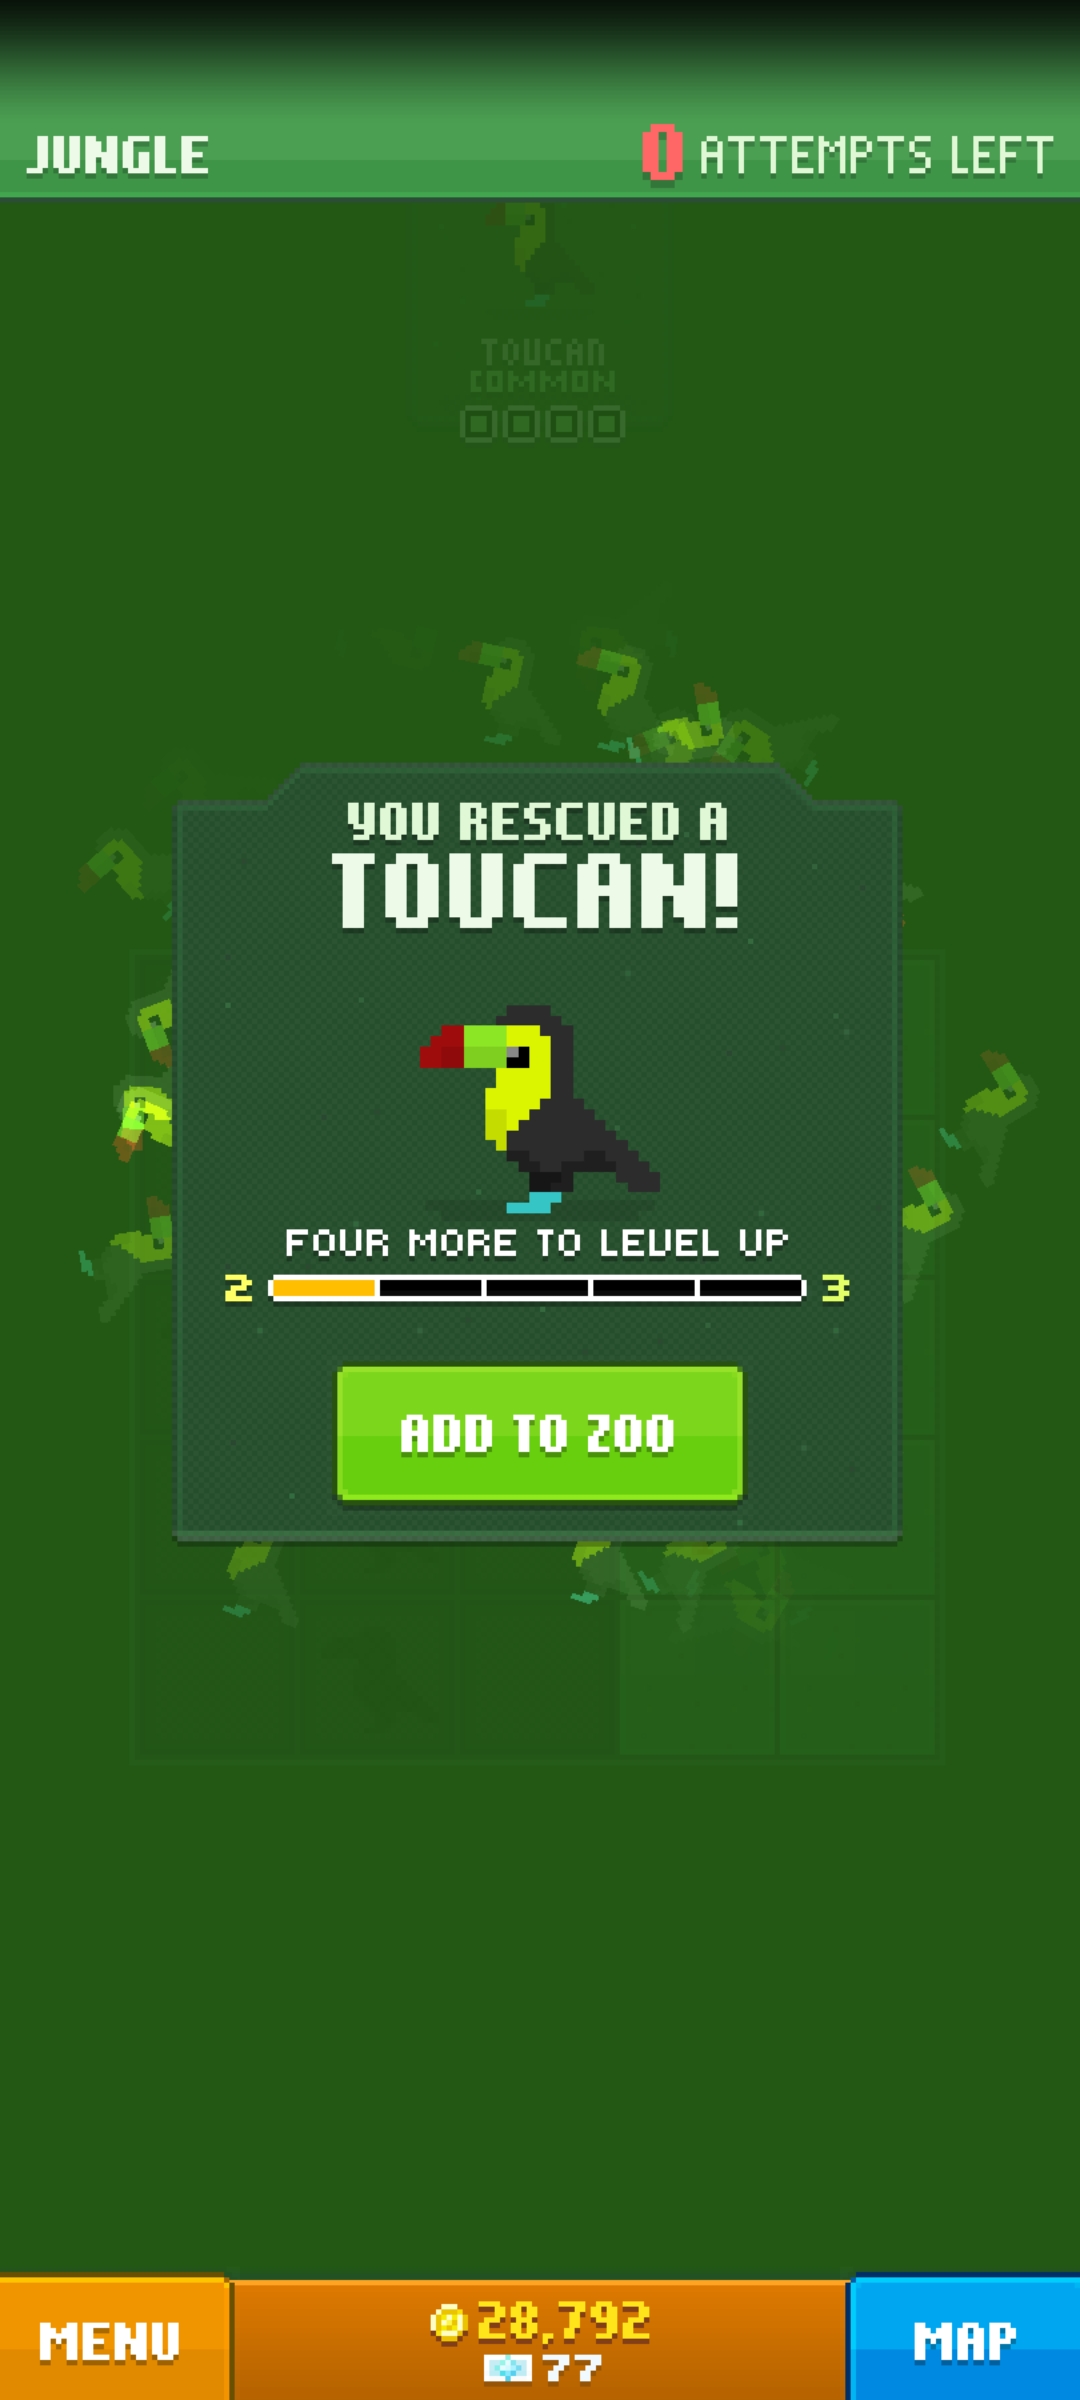 JUNGLE
0 ATTEMPTS LEFT
TOUCAN
COMMON
YOU RESCUED A
TOUCAN!
FOUR MORE TO LEVEL UP
2 3
ADD TO ZOO
MENU
28,792
77
MAP